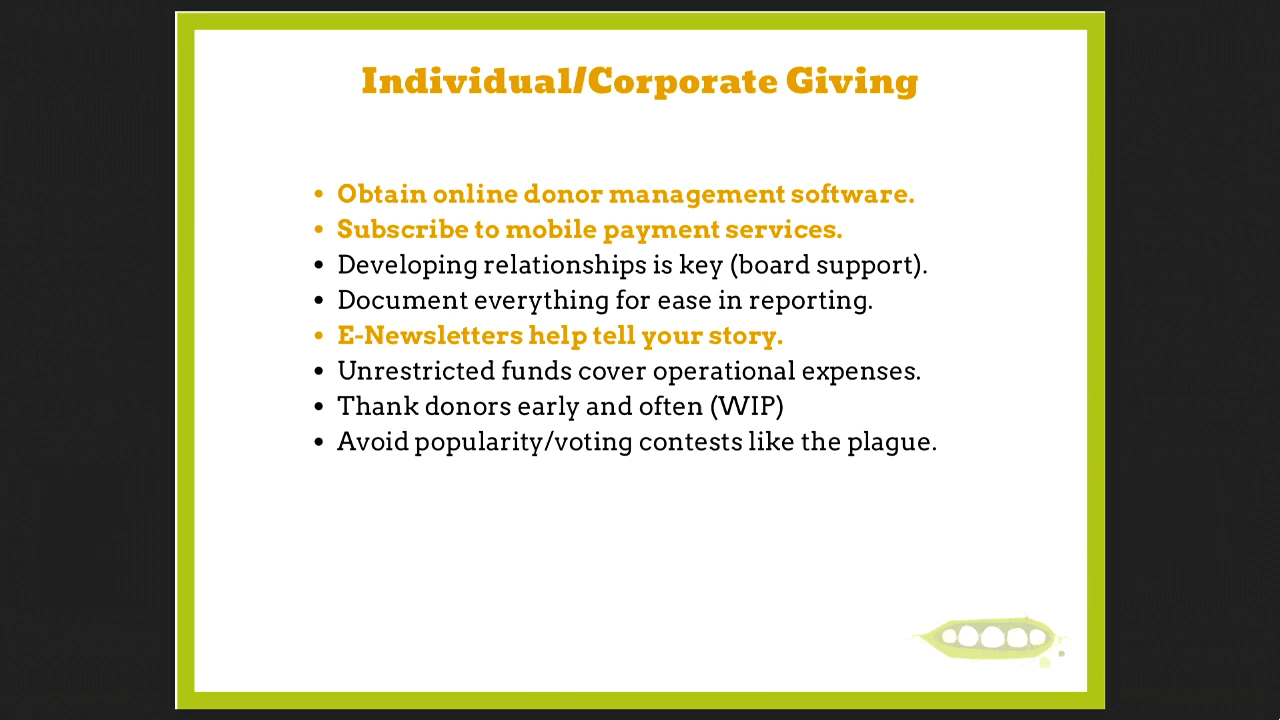 Individual/Corporate Giving
• Obtain online donor management software.
• Subscribe to mobile payment services.
• Developing relationships is key (board support).
• Document everything for ease in reporting.
• E-Newsletters help tell your story.
• Unrestricted funds cover operational expenses.
• Thank donors early and often (WIP)
• Avoid popularity/voting contests like the plague.